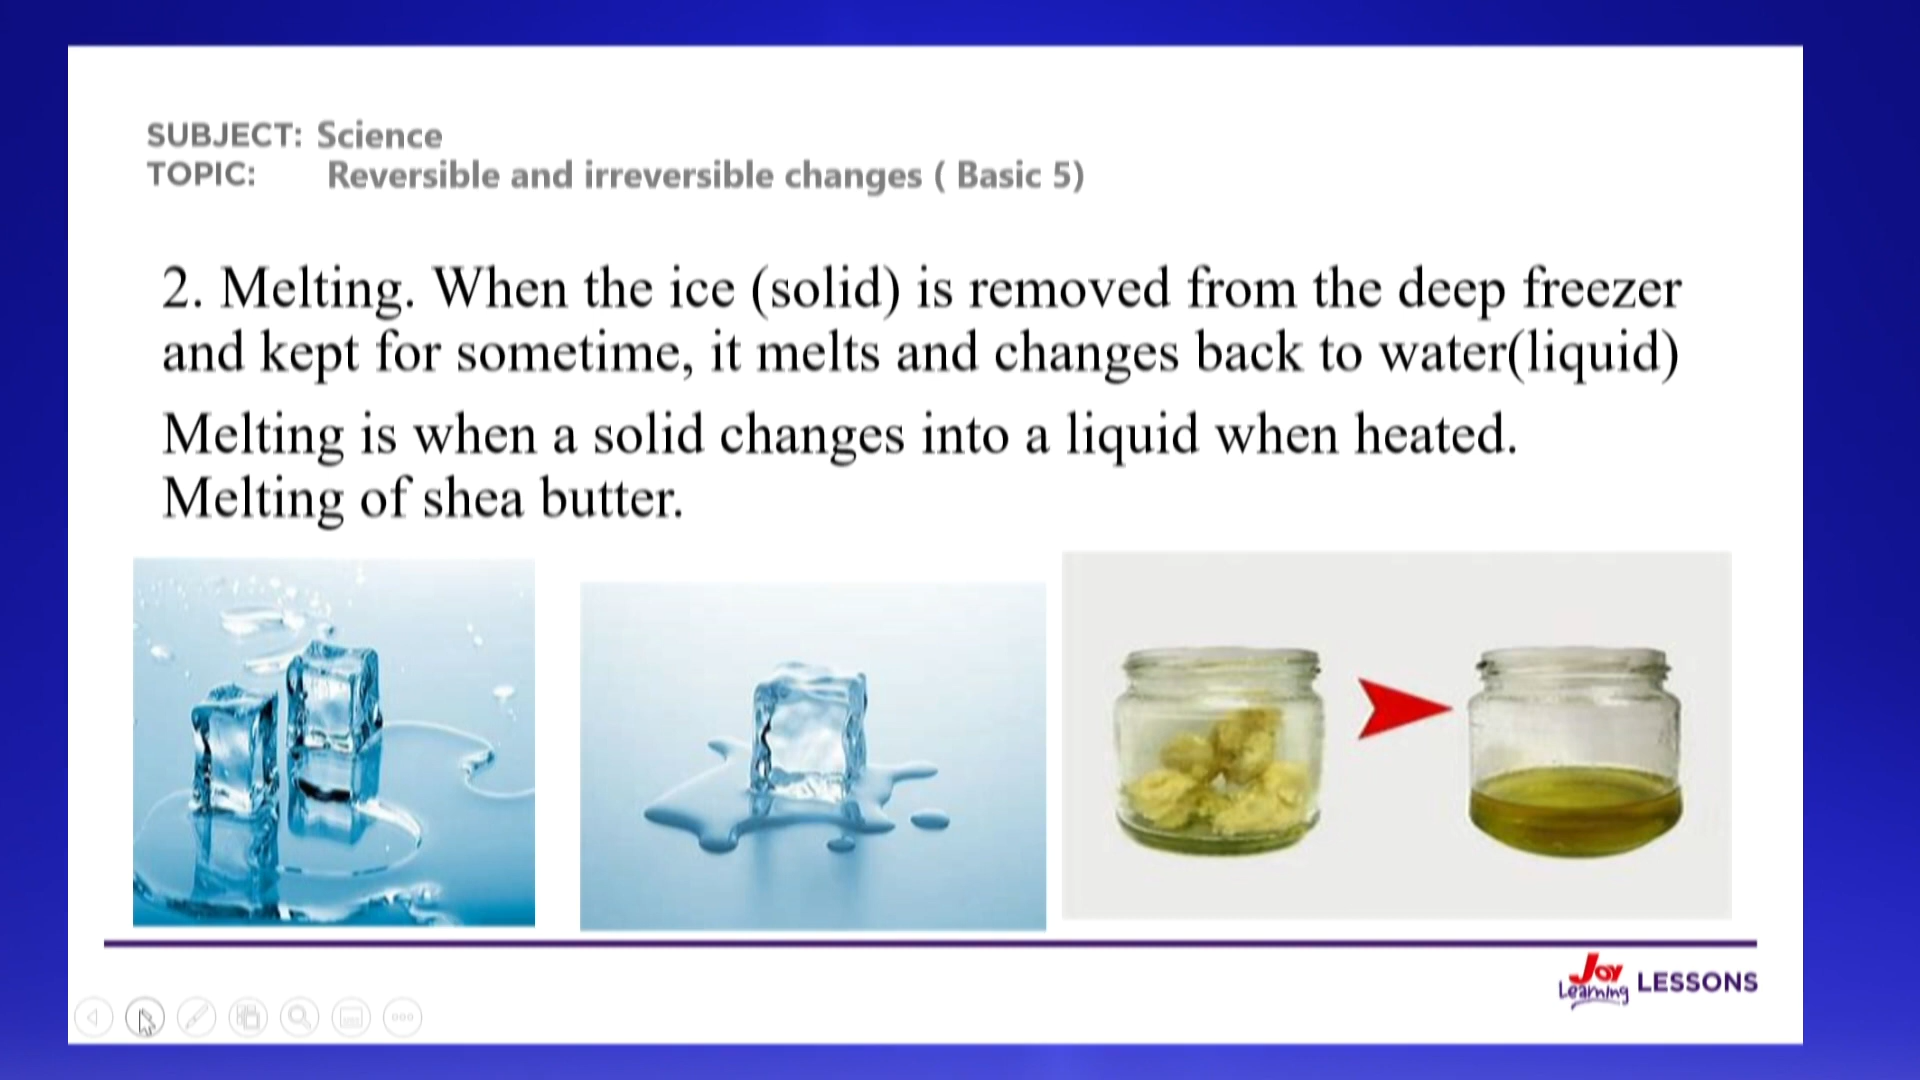 SUBJECT: Science
TOPIC: Reversible and irreversible changes ( Basic 5)
2. Melting. When the ice (solid) is removed from the deep freezer
and kept for sometime, it melts and changes back to water(liquid)
Melting is when a solid changes into a liquid when heated.
Melting of shea butter.
Joy Learning LESSONS